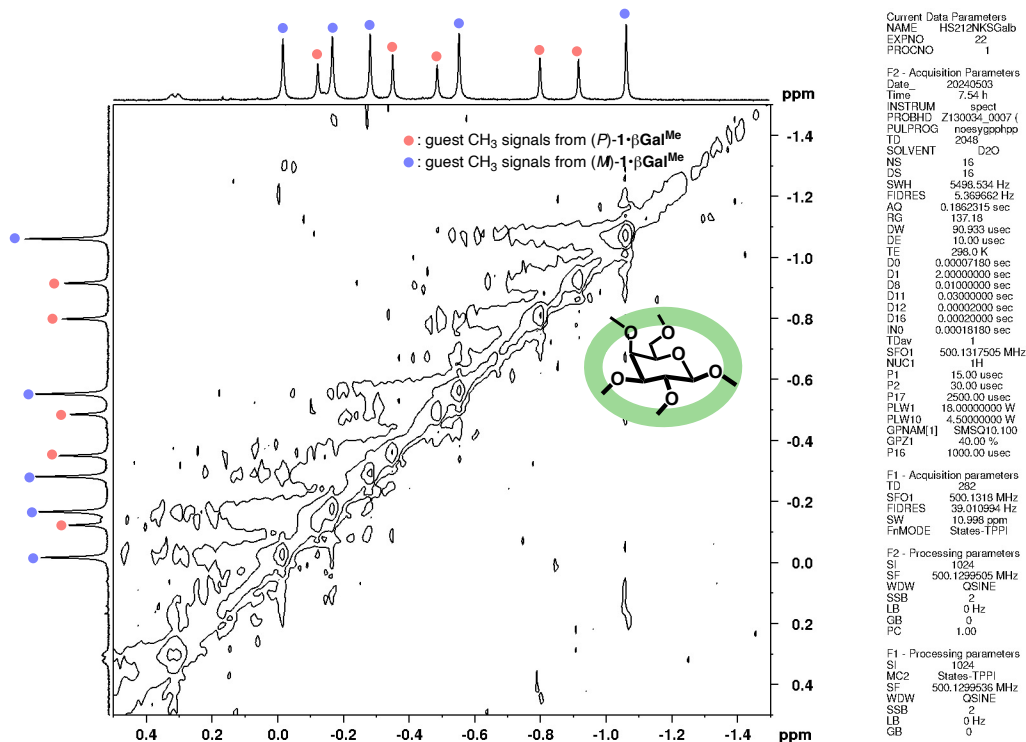 ppm
: guest CH3 signals from (P)-1•βGalMe
: guest CH3 signals from (M)-1•βGalMe
-1.4
-1.2
-1.0
-0.8
-0.6
-0.4
-0.2
0.0
0.2
0.4
O
O
O
O
O
O
0.4 0.2 0.0 -0.2 -0.4 -0.6 -0.8 -1.0 -1.2 -1.4 ppm
Current Data Parameters
NAME HS212NKSGalb
EXPNO 22
PROCNO 1
F2 - Acquisition Parameters
Date_ 20240503
Time 7.54 h
INSTRUM spect
PROBHD Z130034_0007 (
PULPROG noesygpphpp
TD 2048
SOLVENT D2O
NS 16
DS 16
SWH 5498.534 Hz
FIDRES 5.369662 Hz
AQ 0.1862315 sec
RG 137.18
DW 90.933 usec
DE 10.00 usec
TE 298.0 K
D0 0.00007180 sec
D1 2.00000000 sec
D8 0.01000000 sec
D11 0.03000000 sec
D12 0.00002000 sec
D16 0.00020000 sec
IN0 0.00018180 sec
TDav 1
SFO1 500.1317505 MHz
NUC1 1H
P1 15.00 usec
P2 30.00 usec
P17 2500.00 usec
PLW1 18.00000000 W
PLW10 4.50000000 W
GPNAM[1] SMSQ10.100
GPZ1 40.00 %
P16 1000.00 usec
F1 - Acquisition parameters
TD 282
SFO1 500.1318 MHz
FIDRES 39.010994 Hz
SW 10.998 ppm
FnMODE States-TPPI
F2 - Processing parameters
SI 1024
SF 500.1299505 MHz
WDW QSINE
SSB 2
LB 0 Hz
GB 0
PC 1.00
F1 - Processing parameters
SI 1024
MC2 States-TPPI
SF 500.1299536 MHz
WDW QSINE
SSB 2
LB 0 Hz
GB 0